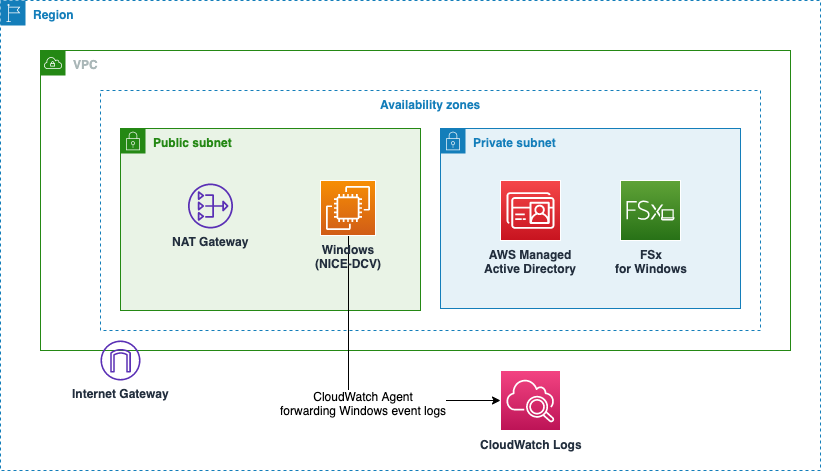 Region
VPC
Availability zones
Public subnet
Private subnet
NAT Gateway
Windows
(NICE-DCV)
AWS Managed
Active Directory
FSx
FSx
for Windows
Internet Gateway
CloudWatch Agent
forwarding Windows event logs
CloudWatch Logs